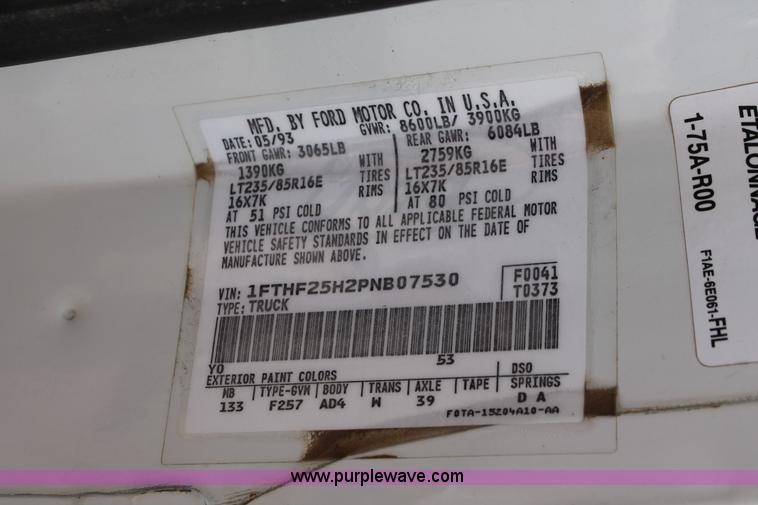 MFD. BY FORD MOTOR CO. IN U.S.A.
DATE: 05/93 GVWR: 8600LB/ 3900KG
FRONT GAWR: 3065LB REAR GAWR: 6084LB
1390KG WITH 2759KG WITH
LT235/85R16E TIRES LT235/85R16E TIRES
16X7K RIMS 16X7K RIMS
AT 51 PSI COLD AT 80 PSI COLD
THIS VEHICLE CONFORMS TO ALL APPLICABLE FEDERAL MOTOR
VEHICLE SAFETY STANDARDS IN EFFECT ON THE DATE OF
MANUFACTURE SHOWN ABOVE.
VIN: 1FTHF25H2PNB07530 F0041
TYPE: TRUCK T0373
YO 53
EXTERIOR PAINT COLORS DSO
WB TYPE-GVW BODY TRANS AXLE TAPE SPRINGS
133 F257 AD4 W 39 D A
F0TA-15204A10-AA
ETALONNAGE
1-75A-R00
F1AE-6E061-FHL
www.purplewave.com